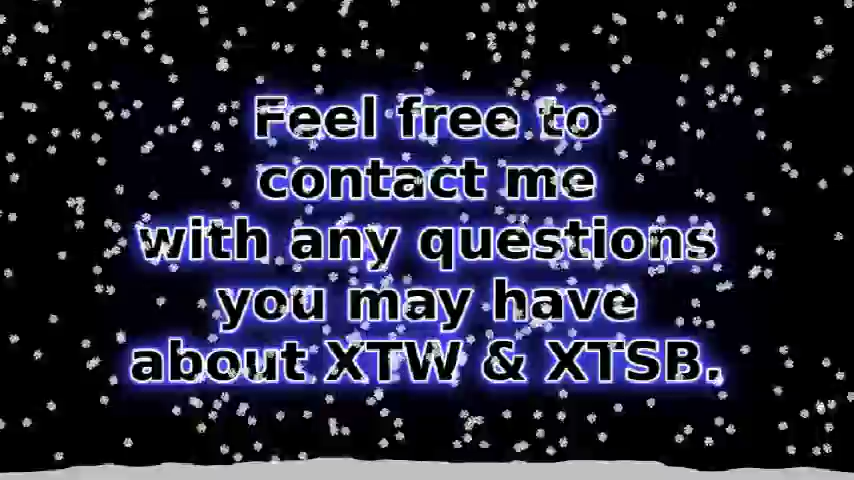 Feel free to
contact me
with any questions
you may have
about XTW & XTSB.